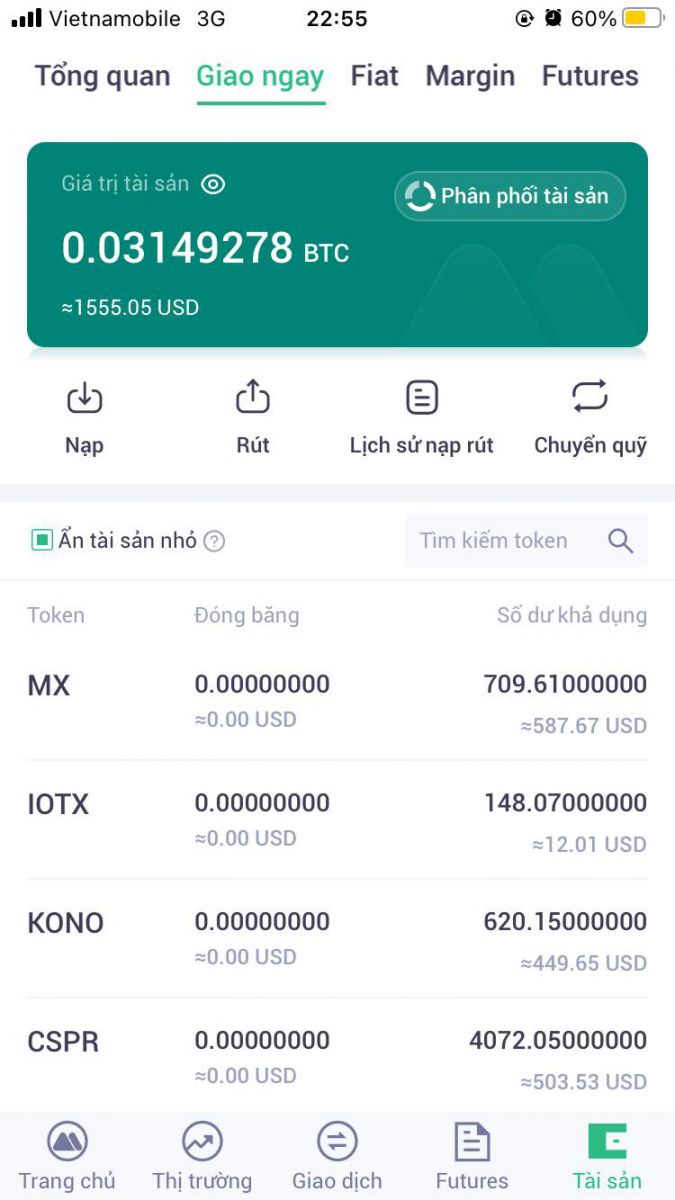 Vietnamobile 3G 22:55 60%
Tổng quan Giao ngay Fiat Margin Futures
Giá trị tài sản
Phân phối tài sản
0.03149278 BTC
≈1555.05 USD
Nạp Rút Lịch sử nạp rút Chuyển quỹ
Ẩn tài sản nhỏ ? Tìm kiếm token
Token Đóng băng Số dư khả dụng
MX 0.00000000 709.61000000
≈0.00 USD ≈587.67 USD
IOTX 0.00000000 148.07000000
≈0.00 USD ≈12.01 USD
KONO 0.00000000 620.15000000
≈0.00 USD ≈449.65 USD
CSPR 0.00000000 4072.05000000
≈0.00 USD ≈503.53 USD
Trang chủ Thị trường Giao dịch Futures Tài sản